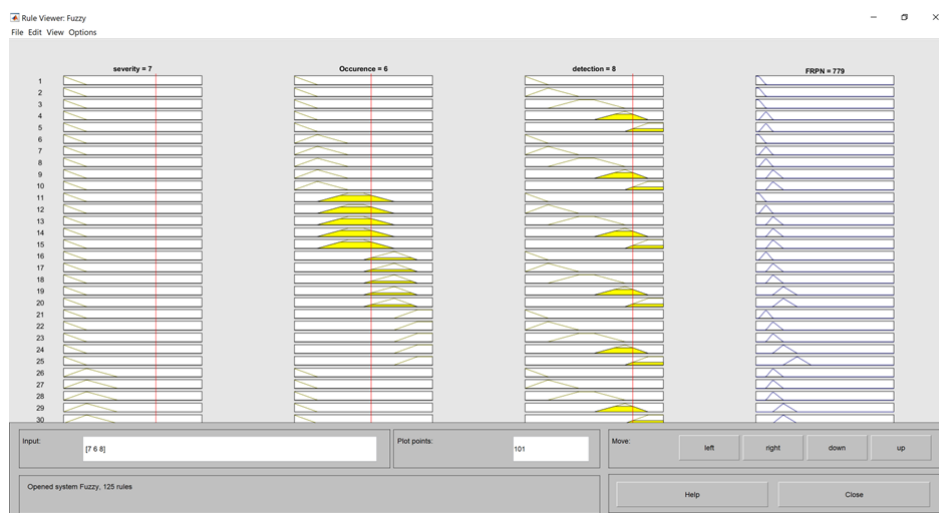 Rule Viewer: Fuzzy
File Edit View Options
severity = 7
Occurence = 6
detection = 8
FRPN = 779
1
2
3
4
5
6
7
8
9
10
11
12
13
14
15
16
17
18
19
20
21
22
23
24
25
26
27
28
29
30
Input:
[7 6 8]
Plot points:
101
Move:
left
right
down
up
Opened system Fuzzy, 125 rules
Help
Close